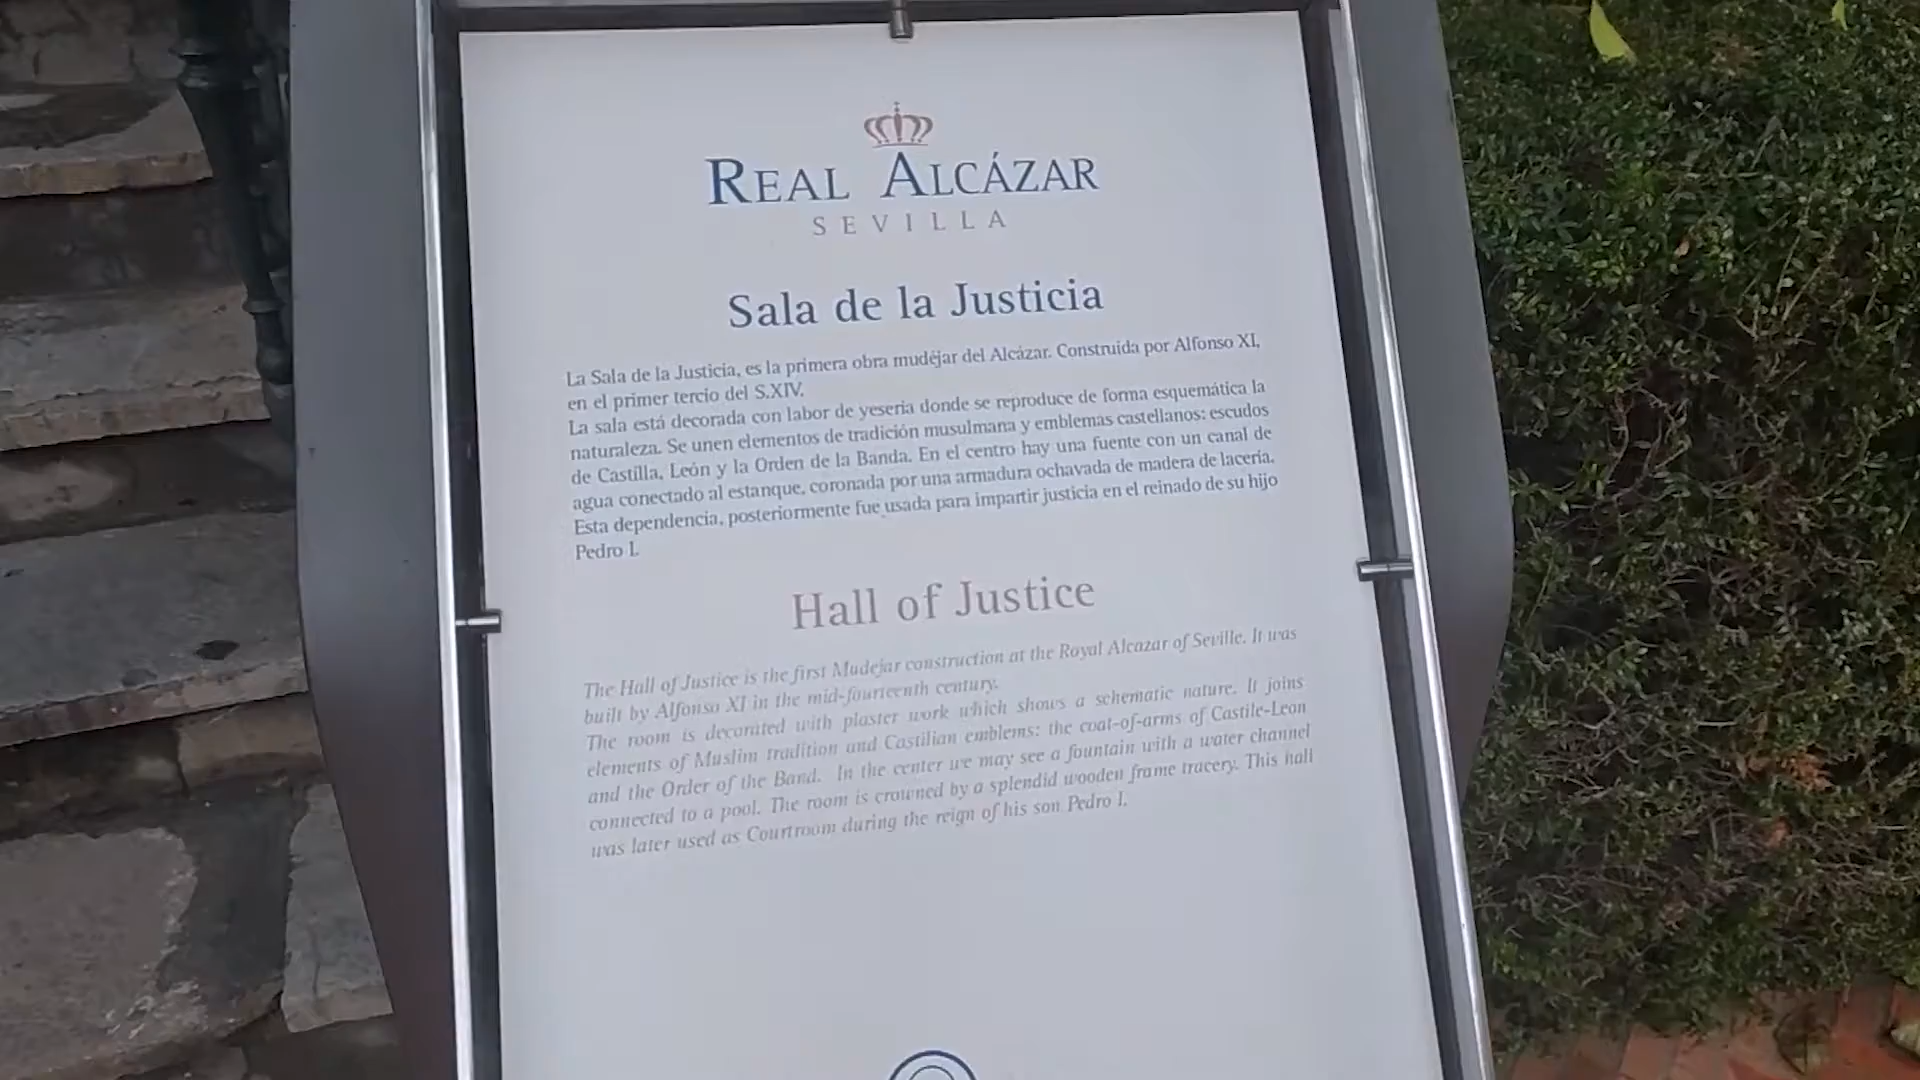 REAL ALCÁZAR
SEVILLA
Sala de la Justicia
La Sala de la Justicia, es la primera obra mudéjar del Alcázar. Construida por Alfonso XI,
en el primer tercio del S.XIV.
La sala está decorada con labor de yesería donde se reproduce de forma esquemática la
naturaleza. Se unen elementos de tradición musulmana y emblemas castellanos: escudos
de Castilla, León y la Orden de la Banda. En el centro hay una fuente con un canal de
agua conectado al estanque, coronada por una armadura ochavada de madera de lacería.
Esta dependencia, posteriormente fue usada para impartir justicia en el reinado de su hijo
Pedro I.
Hall of Justice
The Hall of Justice is the first Mudejar construction at the Royal Alcazar of Seville. It was
built by Alfonso XI in the mid-fourteenth century.
The room is decorated with plaster work which shows a schematic nature. It joins
elements of Muslim tradition and Castilian emblems: the coat-of-arms of Castile-Leon
and the Order of the Band. In the center we may see a fountain with a water channel
connected to a pool. The room is crowned by a splendid wooden frame tracery. This hall
was later used as Courtroom during the reign of his son Pedro I.